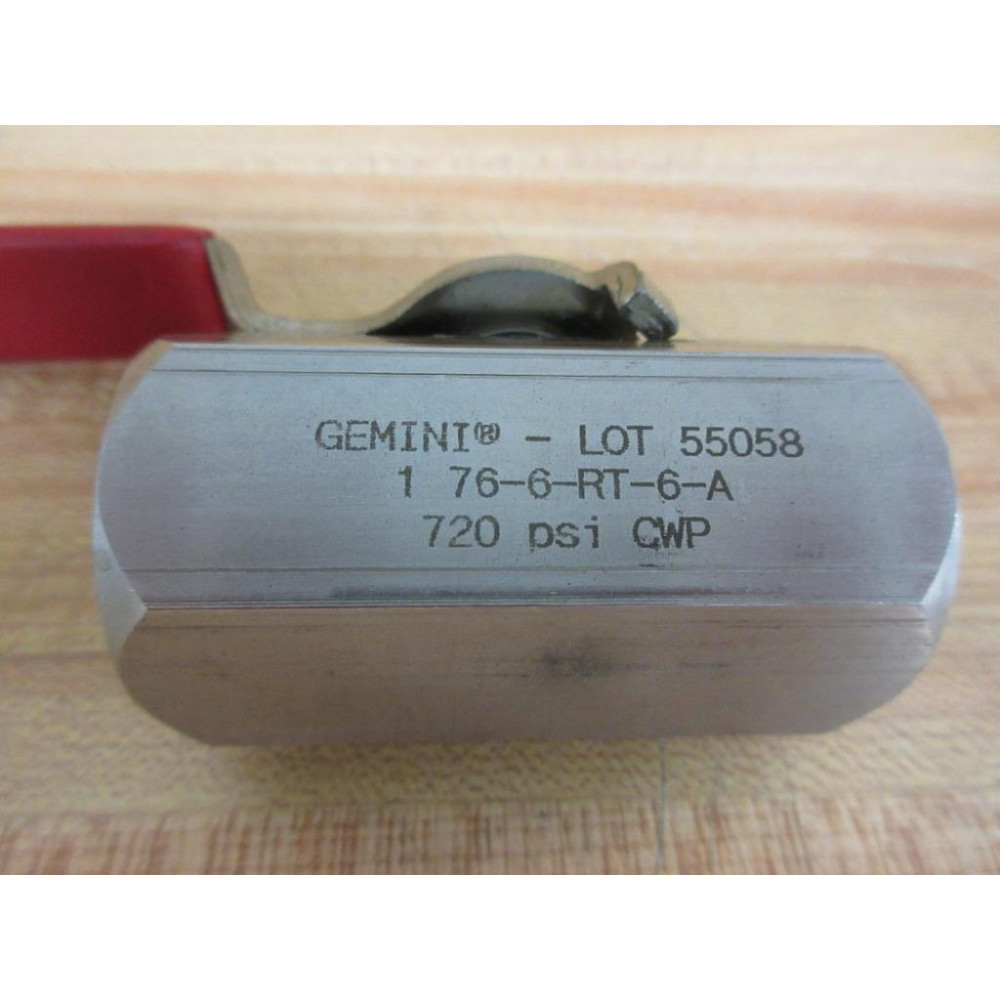 GEMINI® - LOT 55058
1 76-6-RT-6-A
720 psi CWP